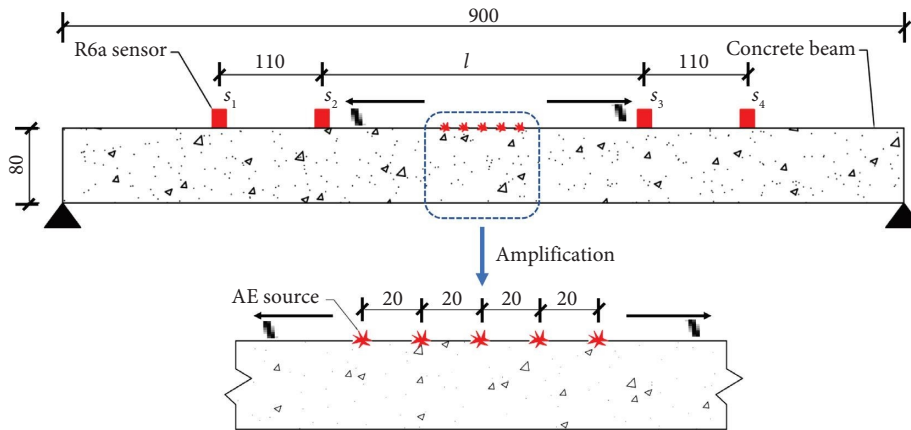 900
R6a sensor
Concrete beam
110
l
110
s1
s2
s3
s4
80
Amplification
AE source
20 20 20 20